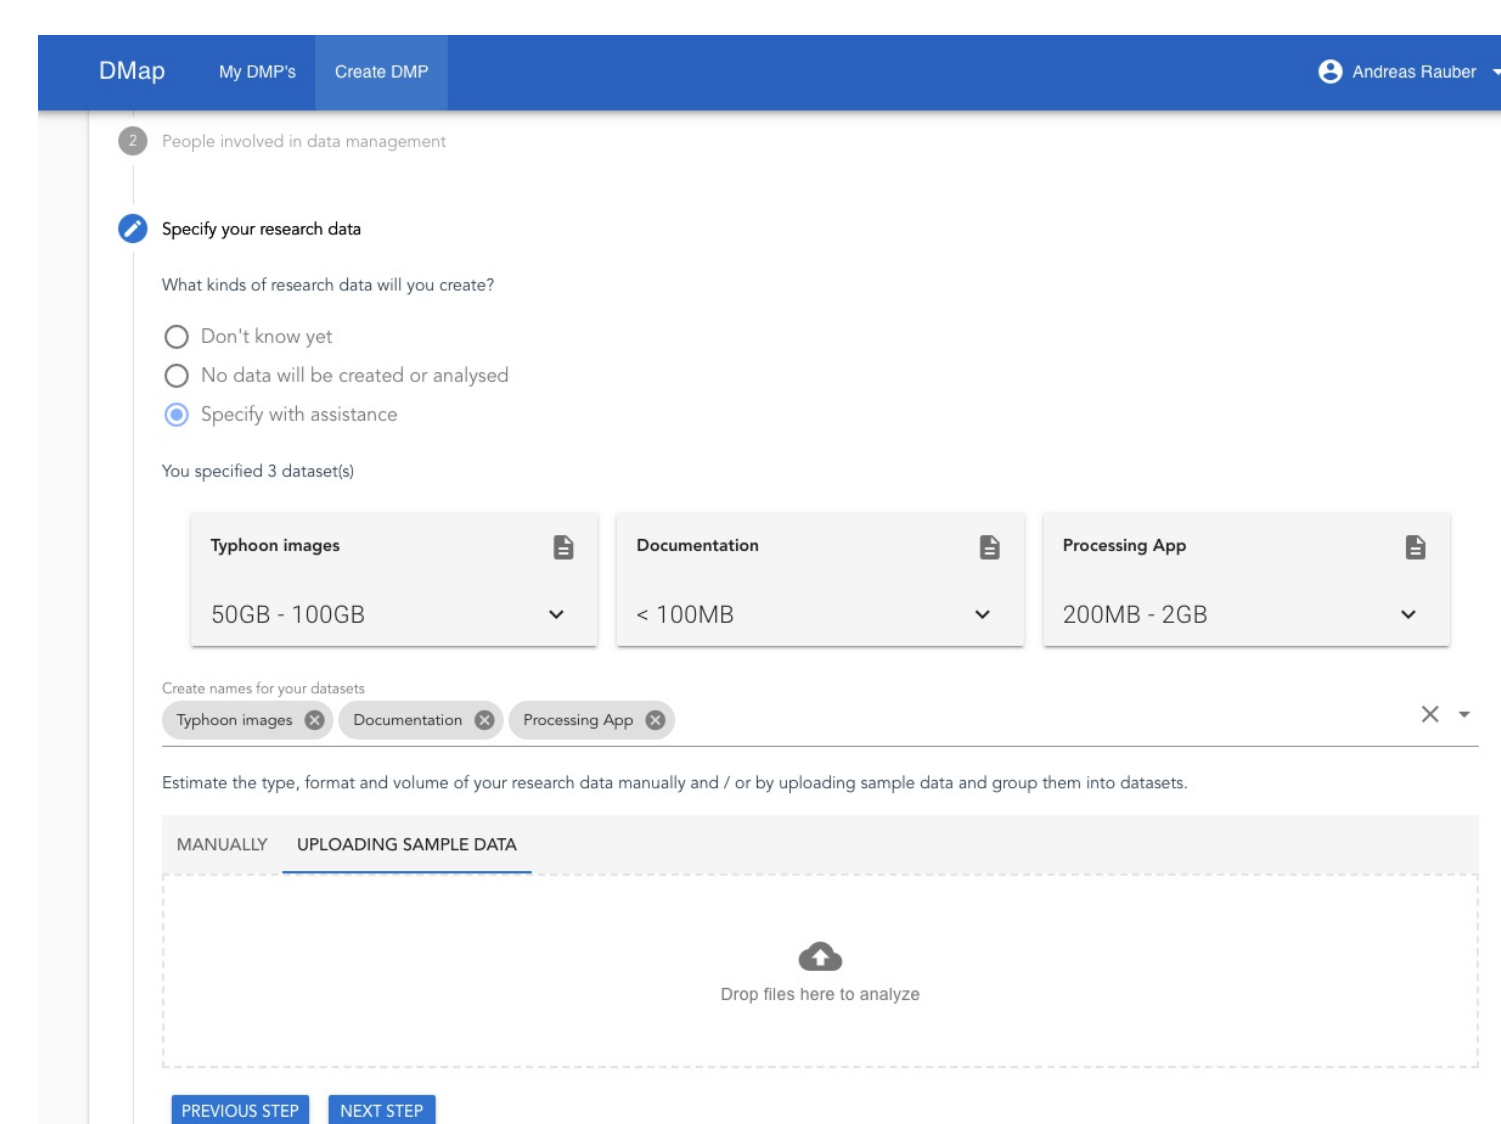 DMap My DMP's Create DMP Andreas Rauber
2 People involved in data management
Specify your research data
What kinds of research data will you create?
Don't know yet
No data will be created or analysed
Specify with assistance
You specified 3 dataset(s)
Typhoon images Documentation Processing App
50GB - 100GB < 100MB 200MB - 2GB
Create names for your datasets
Typhoon images Documentation Processing App
Estimate the type, format and volume of your research data manually and / or by uploading sample data and group them into datasets.
MANUALLY UPLOADING SAMPLE DATA
Drop files here to analyze
PREVIOUS STEP NEXT STEP